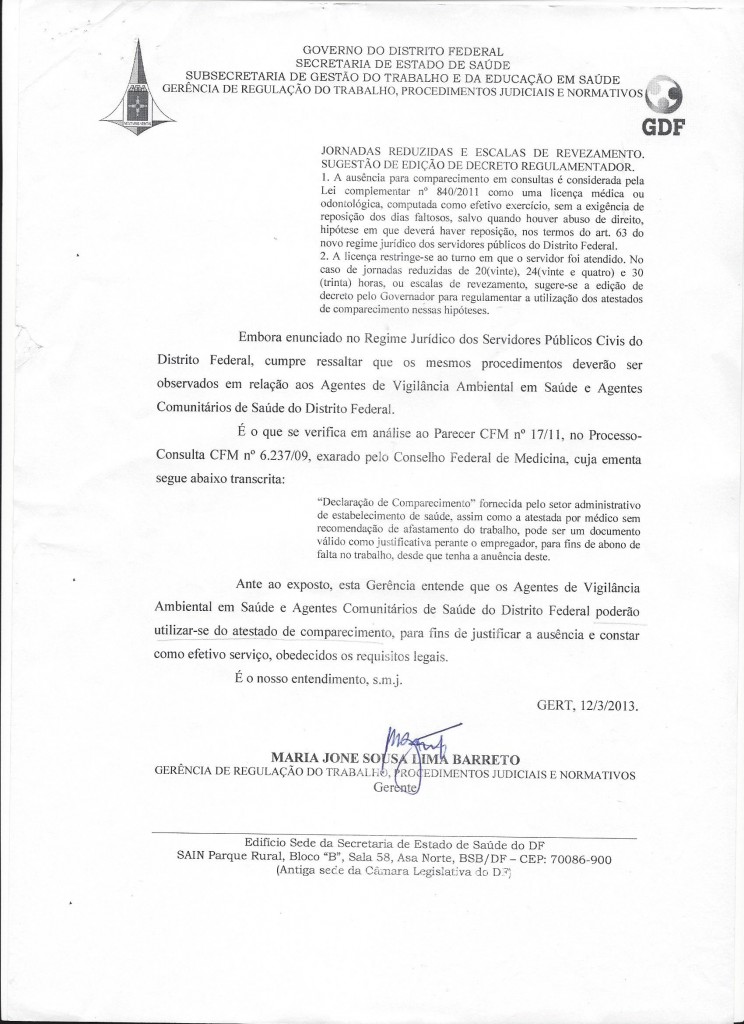 GOVERNO DO DISTRITO FEDERAL
SECRETARIA DE ESTADO DE SAÚDE
SUBSECRETARIA DE GESTÃO DO TRABALHO E DA EDUCAÇÃO EM SAÚDE
GERÊNCIA DE REGULAÇÃO DO TRABALHO, PROCEDIMENTOS JUDICIAIS E NORMATIVOS
GDF
JORNADAS REDUZIDAS E ESCALAS DE REVEZAMENTO.
SUGESTÃO DE EDIÇÃO DE DECRETO REGULAMENTADOR.
1. A ausência para comparecimento em consultas é considerada pela
Lei complementar nº 840/2011 como uma licença médica ou
odontológica, computada como efetivo exercício, sem a exigência de
reposição dos dias faltosos, salvo quando houver abuso de direito,
hipótese em que deverá haver reposição, nos termos do art. 63 do
novo regime jurídico dos servidores públicos do Distrito Federal.
2. A licença restringe-se ao turno em que o servidor foi atendido. No
caso de jornadas reduzidas de 20(vinte), 24(vinte e quatro) e 30
(trinta) horas, ou escalas de revezamento, sugere-se a edição de
decreto pelo Governador para regulamentar a utilização dos atestados
de comparecimento nessas hipóteses.
Embora enunciado no Regime Jurídico dos Servidores Públicos Civis do
Distrito Federal, cumpre ressaltar que os mesmos procedimentos deverão ser
observados em relação aos Agentes de Vigilância Ambiental em Saúde e Agentes
Comunitários de Saúde do Distrito Federal.
É o que se verifica em análise ao Parecer CFM nº 17/11, no Processo-
Consulta CFM nº 6.237/09, exarado pelo Conselho Federal de Medicina, cuja ementa
segue abaixo transcrita:
“Declaração de Comparecimento” fornecida pelo setor administrativo
de estabelecimento de saúde, assim como a atestada por médico sem
recomendação de afastamento do trabalho, pode ser um documento
válido como justificativa perante o empregador, para fins de abono de
falta no trabalho, desde que tenha a anuência deste.
Ante ao exposto, esta Gerência entende que os Agentes de Vigilância
Ambiental em Saúde e Agentes Comunitários de Saúde do Distrito Federal poderão
utilizar-se do atestado de comparecimento, para fins de justificar a ausência e constar
como efetivo serviço, obedecidos os requisitos legais.
É o nosso entendimento, s.m.j.
GERT, 12/3/2013.
MARIA JONE SOUSA LIMA BARRETO
GERÊNCIA DE REGULAÇÃO DO TRABALHO, PROCEDIMENTOS JUDICIAIS E NORMATIVOS
Gerente
Edifício Sede da Secretaria de Estado de Saúde do DF
SAIN Parque Rural, Bloco “B”, Sala 58, Asa Norte, BSB/DF – CEP: 70086-900
(Antiga sede da Câmara Legislativa do DF)